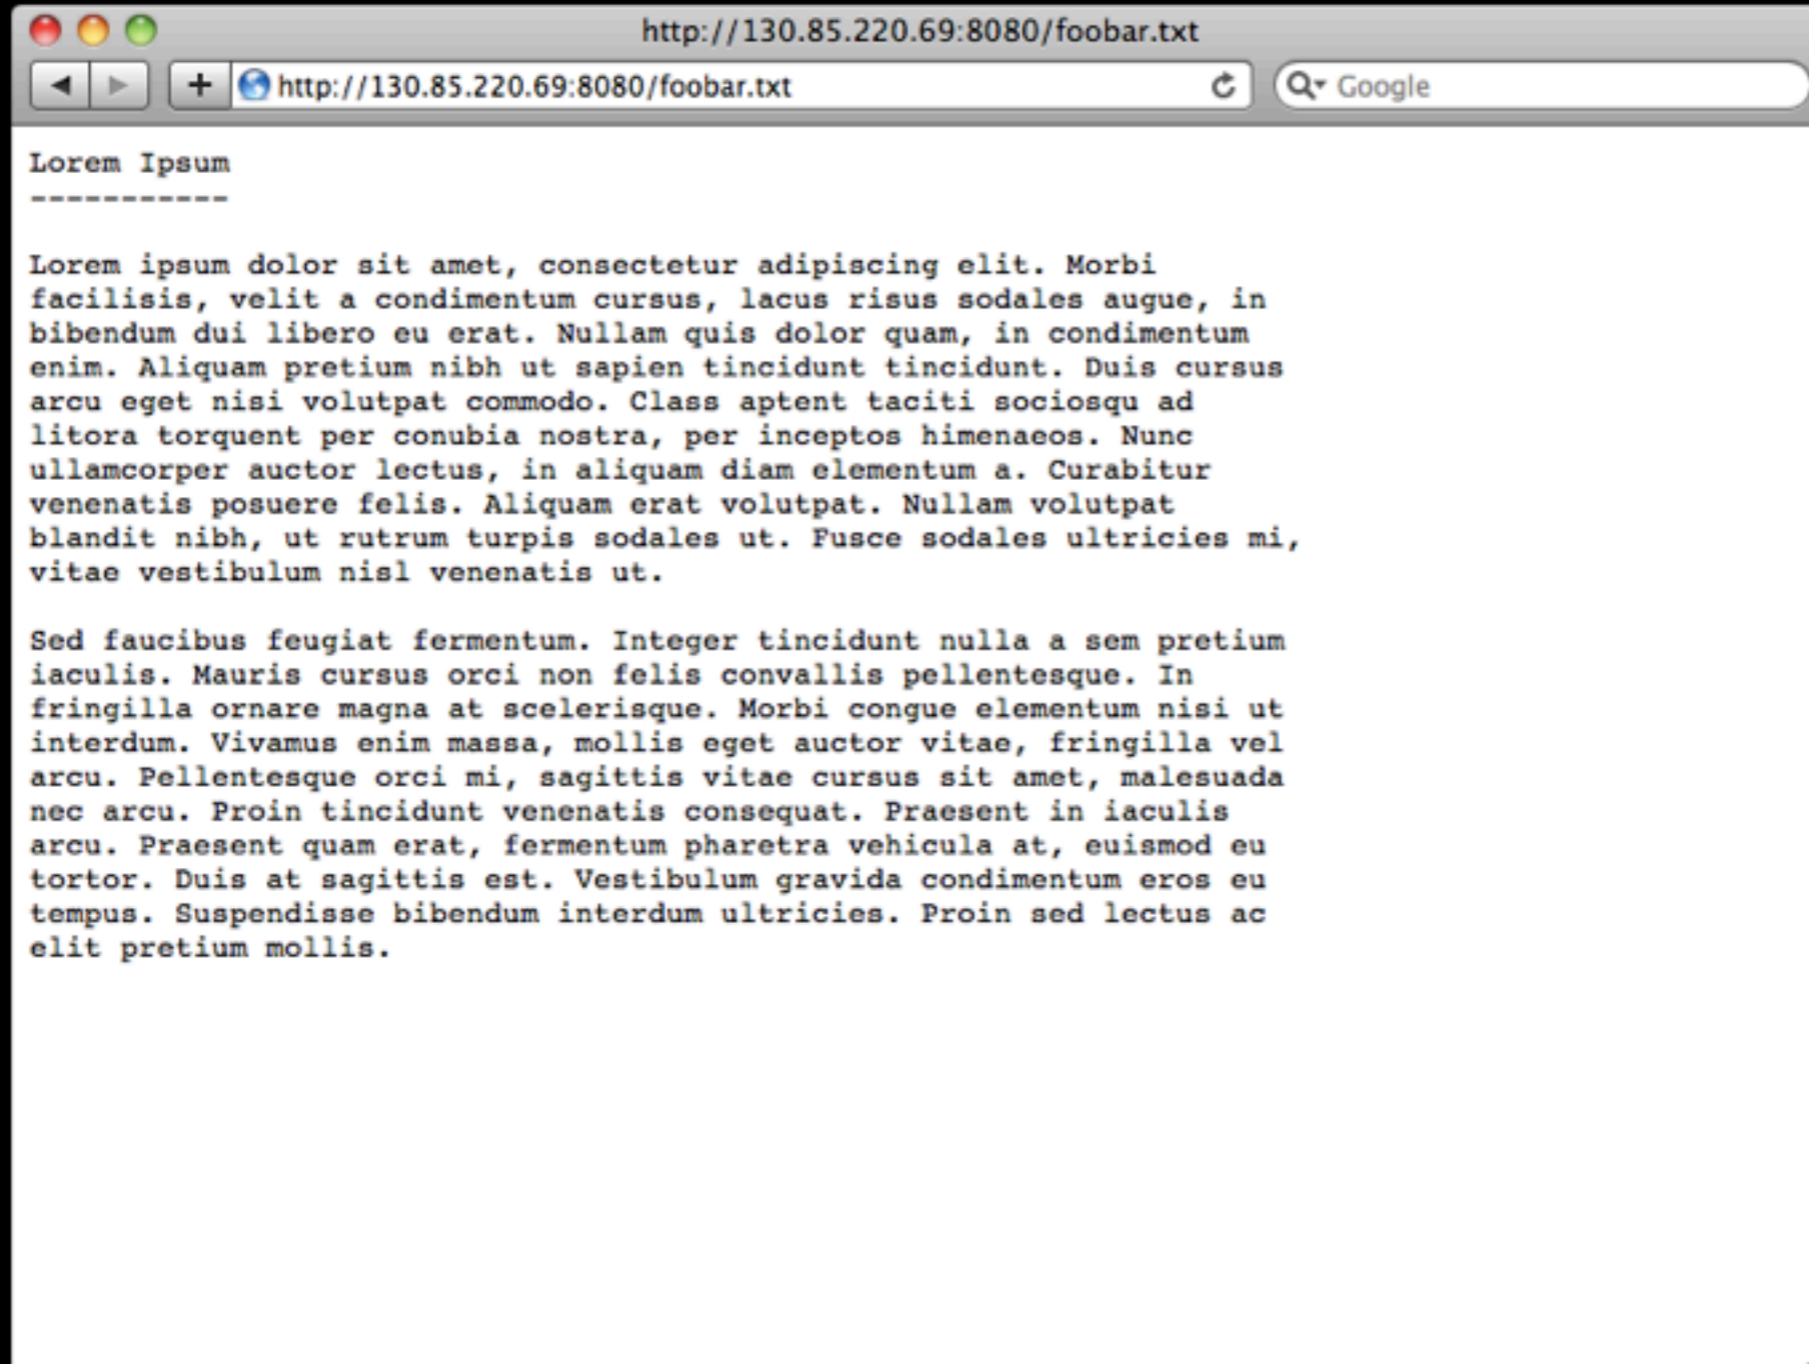 http://130.85.220.69:8080/foobar.txt
http://130.85.220.69:8080/foobar.txt
Google
Lorem Ipsum
-----------
Lorem ipsum dolor sit amet, consectetur adipiscing elit. Morbi
facilisis, velit a condimentum cursus, lacus risus sodales augue, in
bibendum dui libero eu erat. Nullam quis dolor quam, in condimentum
enim. Aliquam pretium nibh ut sapien tincidunt tincidunt. Duis cursus
arcu eget nisi volutpat commodo. Class aptent taciti sociosqu ad
litora torquent per conubia nostra, per inceptos himenaeos. Nunc
ullamcorper auctor lectus, in aliquam diam elementum a. Curabitur
venenatis posuere felis. Aliquam erat volutpat. Nullam volutpat
blandit nibh, ut rutrum turpis sodales ut. Fusce sodales ultricies mi,
vitae vestibulum nisl venenatis ut.
Sed faucibus feugiat fermentum. Integer tincidunt nulla a sem pretium
iaculis. Mauris cursus orci non felis convallis pellentesque. In
fringilla ornare magna at scelerisque. Morbi congue elementum nisi ut
interdum. Vivamus enim massa, mollis eget auctor vitae, fringilla vel
arcu. Pellentesque orci mi, sagittis vitae cursus sit amet, malesuada
nec arcu. Proin tincidunt venenatis consequat. Praesent in iaculis
arcu. Praesent quam erat, fermentum pharetra vehicula at, euismod eu
tortor. Duis at sagittis est. Vestibulum gravida condimentum eros eu
tempus. Suspendisse bibendum interdum ultricies. Proin sed lectus ac
elit pretium mollis.